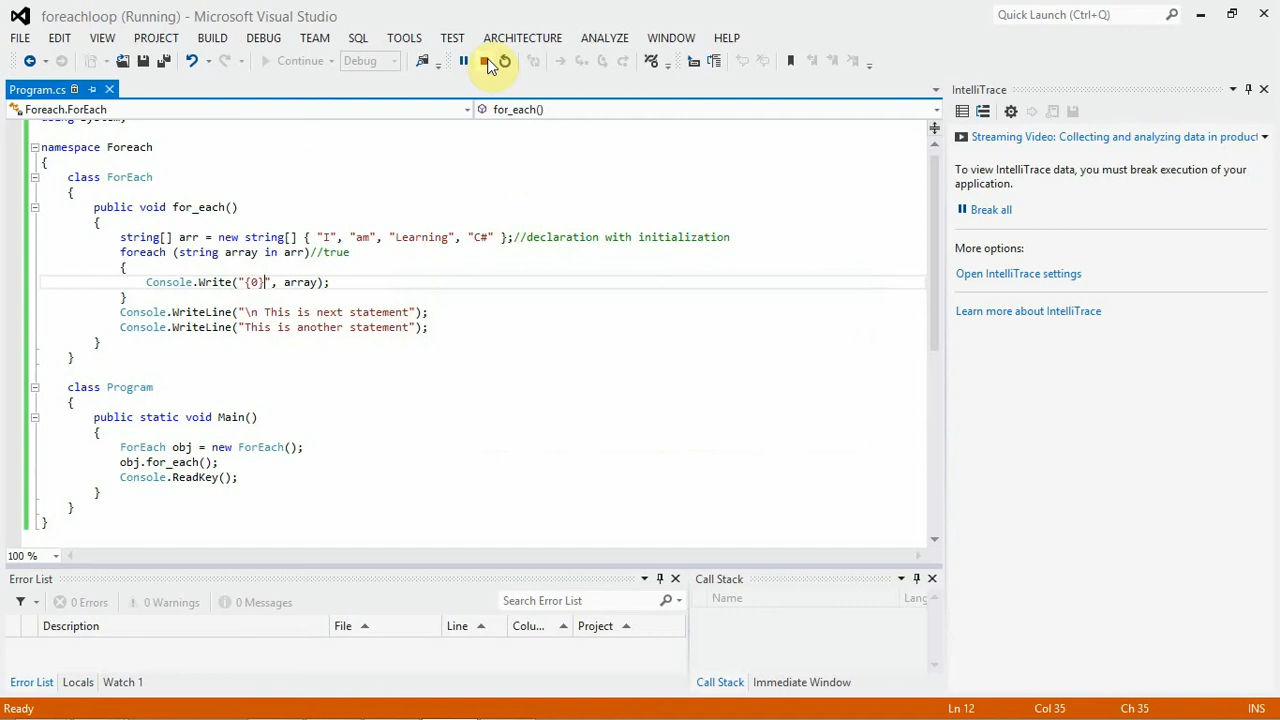 foreachloop (Running) - Microsoft Visual Studio
Quick Launch (Ctrl+Q)
FILE EDIT VIEW PROJECT BUILD DEBUG TEAM SQL TOOLS TEST ARCHITECTURE ANALYZE WINDOW HELP
Continue Debug
Program.cs
IntelliTrace
Foreach.ForEach for_each()
using System;
namespace Foreach
{
class ForEach
{
public void for_each()
{
string[] arr = new string[] { "I", "am", "Learning", "C#" };//declaration with initialization
foreach (string array in arr)//true
{
Console.Write("{0}", array);
}
Console.WriteLine("\n This is next statement");
Console.WriteLine("This is another statement");
}
}
class Program
{
public static void Main()
{
ForEach obj = new ForEach();
obj.for_each();
Console.ReadKey();
}
}
}
100 %
Streaming Video: Collecting and analyzing data in product
To view IntelliTrace data, you must break execution of your
application.
Break all
More options:
Open IntelliTrace settings
Learn more about IntelliTrace
Error List
0 Errors 0 Warnings 0 Messages
Search Error List
Description File Line Colu... Project
Error List Locals Watch 1
Call Stack
Name Lang
Call Stack Immediate Window
Ready Ln 12 Col 35 Ch 35 INS